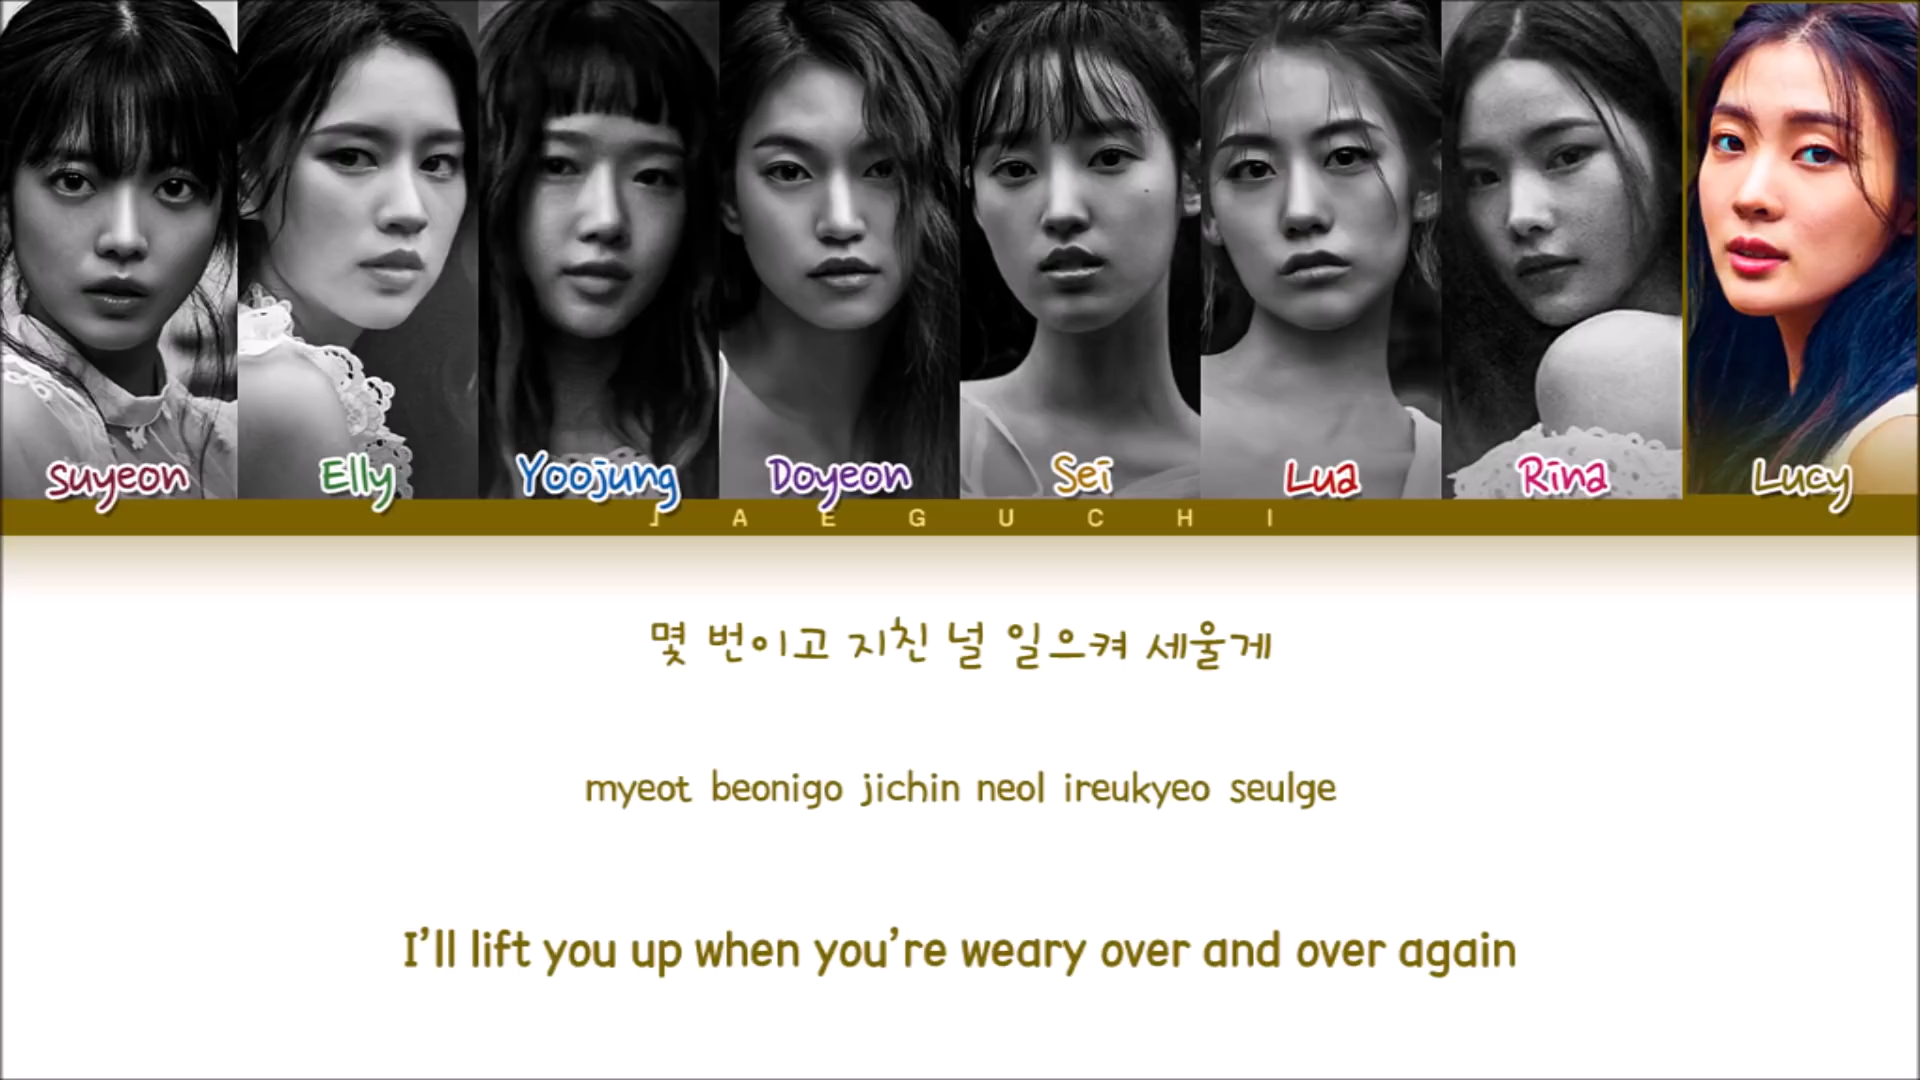 Suyeon Elly Yoojung Doyeon Sei Lua Rina Lucy
JAEGUCHI
몇 번이고 지친 널 일으켜 세울게
myeot beonigo jichin neol ireukyeo seulge
I'll lift you up when you're weary over and over again